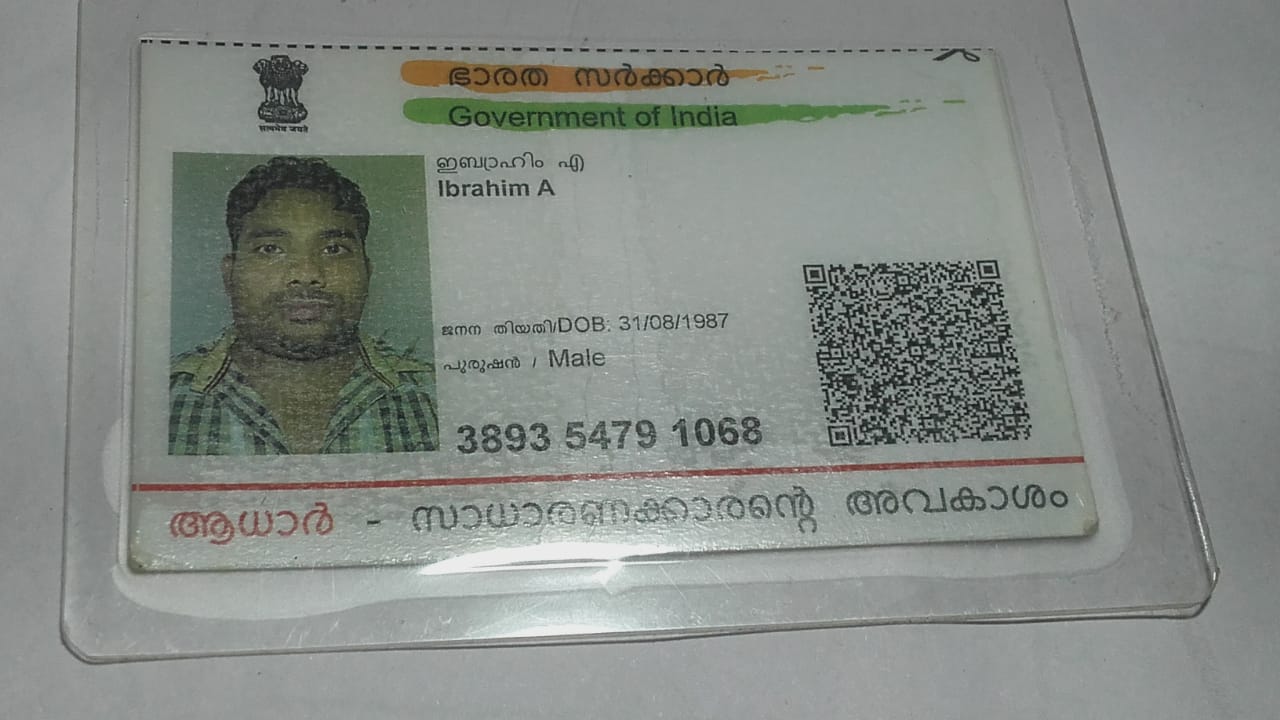 ഭാരത സർക്കാർ
Government of India
सत्यमेव जयते
ഇബ്രാഹിം എ
Ibrahim A
ജനന തിയതി/DOB: 31/08/1987
പുരുഷൻ / Male
3893 5479 1068
ആധാർ - സാധാരണക്കാരന്റെ അവകാശം